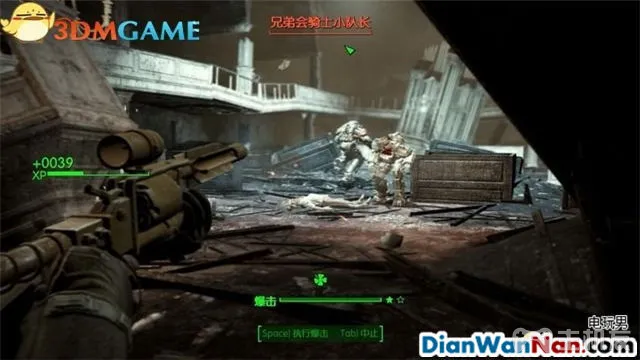 3DMGAME
兄弟会骑士小队长
+0039
XP
爆击
[Space] 执行爆击 Tab) 中止
电玩男
DianWanNan.com